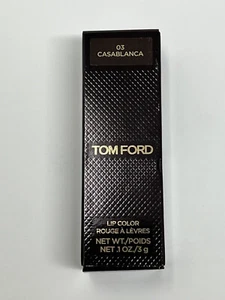 03
CASABLANCA
TOM FORD
LIP COLOR
ROUGE À LÈVRES
NET WT./POIDS
NET .1 OZ./3 g